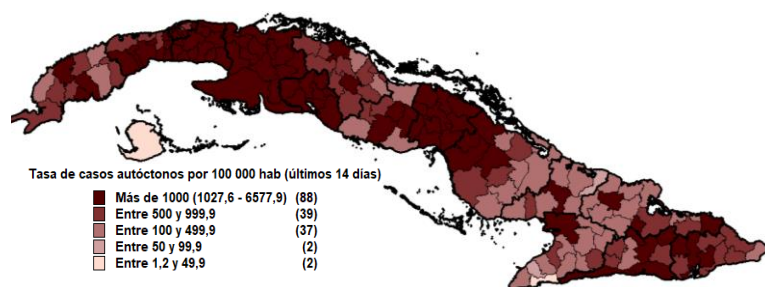 Tasa de casos autóctonos por 100 000 hab (últimos 14 días)
Más de 1000 (1027,6 - 6577,9) (88)
Entre 500 y 999,9 (39)
Entre 100 y 499,9 (37)
Entre 50 y 99,9 (2)
Entre 1,2 y 49,9 (2)